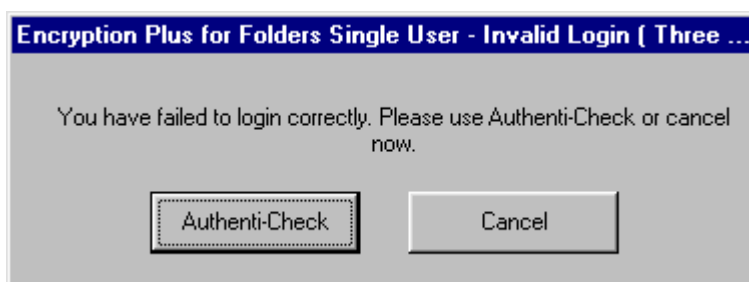 Encryption Plus for Folders Single User - Invalid Login ( Three ...
You have failed to login correctly. Please use Authenti-Check or cancel
now.
Authenti-Check Cancel